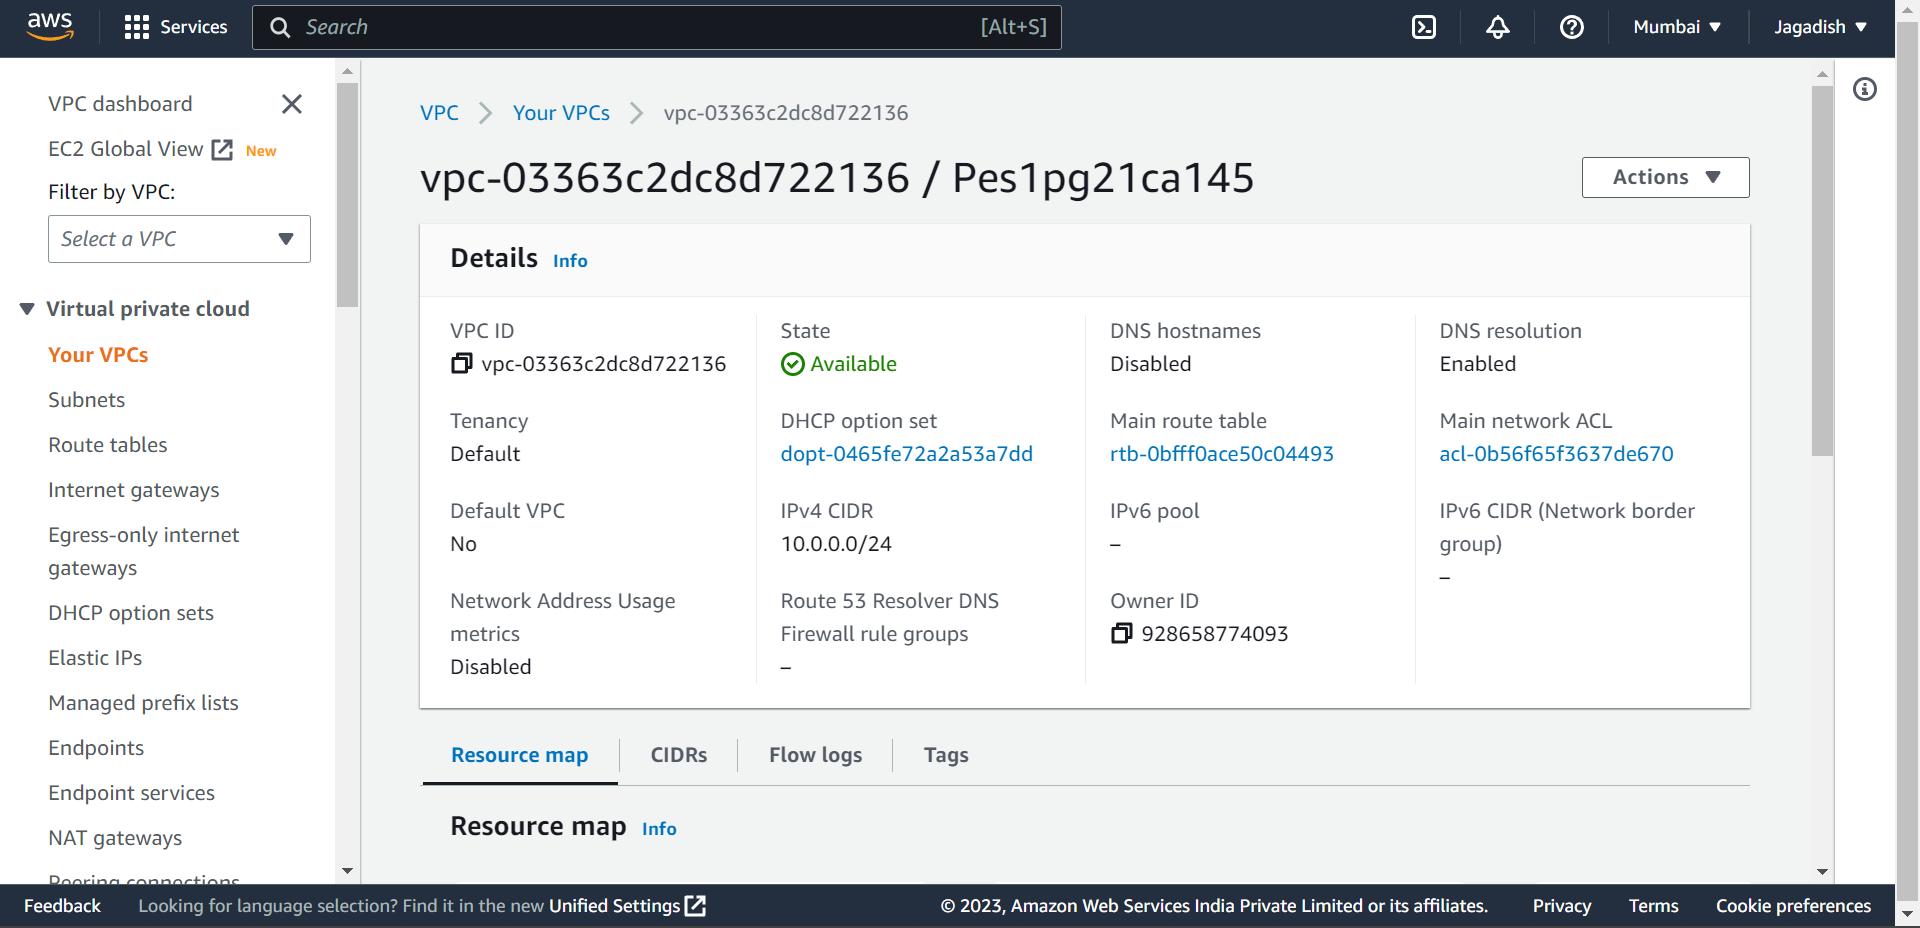 aws
Services
Search [Alt+S]
Mumbai
Jagadish
VPC dashboard
EC2 Global View New
Filter by VPC:
Select a VPC
Virtual private cloud
Your VPCs
Subnets
Route tables
Internet gateways
Egress-only internet
gateways
DHCP option sets
Elastic IPs
Managed prefix lists
Endpoints
Endpoint services
NAT gateways
Peering connections
VPC
Your VPCs
vpc-03363c2dc8d722136
vpc-03363c2dc8d722136 / Pes1pg21ca145
Actions
Details Info
VPC ID
vpc-03363c2dc8d722136
State
Available
DNS hostnames
Disabled
DNS resolution
Enabled
Tenancy
Default
DHCP option set
dopt-0465fe72a2a53a7dd
Main route table
rtb-0bfff0ace50c04493
Main network ACL
acl-0b56f65f3637de670
Default VPC
No
IPv4 CIDR
10.0.0.0/24
IPv6 pool
–
IPv6 CIDR (Network border
group)
–
Network Address Usage
metrics
Disabled
Route 53 Resolver DNS
Firewall rule groups
–
Owner ID
928658774093
Resource map
CIDRs
Flow logs
Tags
Resource map Info
Feedback
Looking for language selection? Find it in the new Unified Settings
© 2023, Amazon Web Services India Private Limited or its affiliates.
Privacy
Terms
Cookie preferences